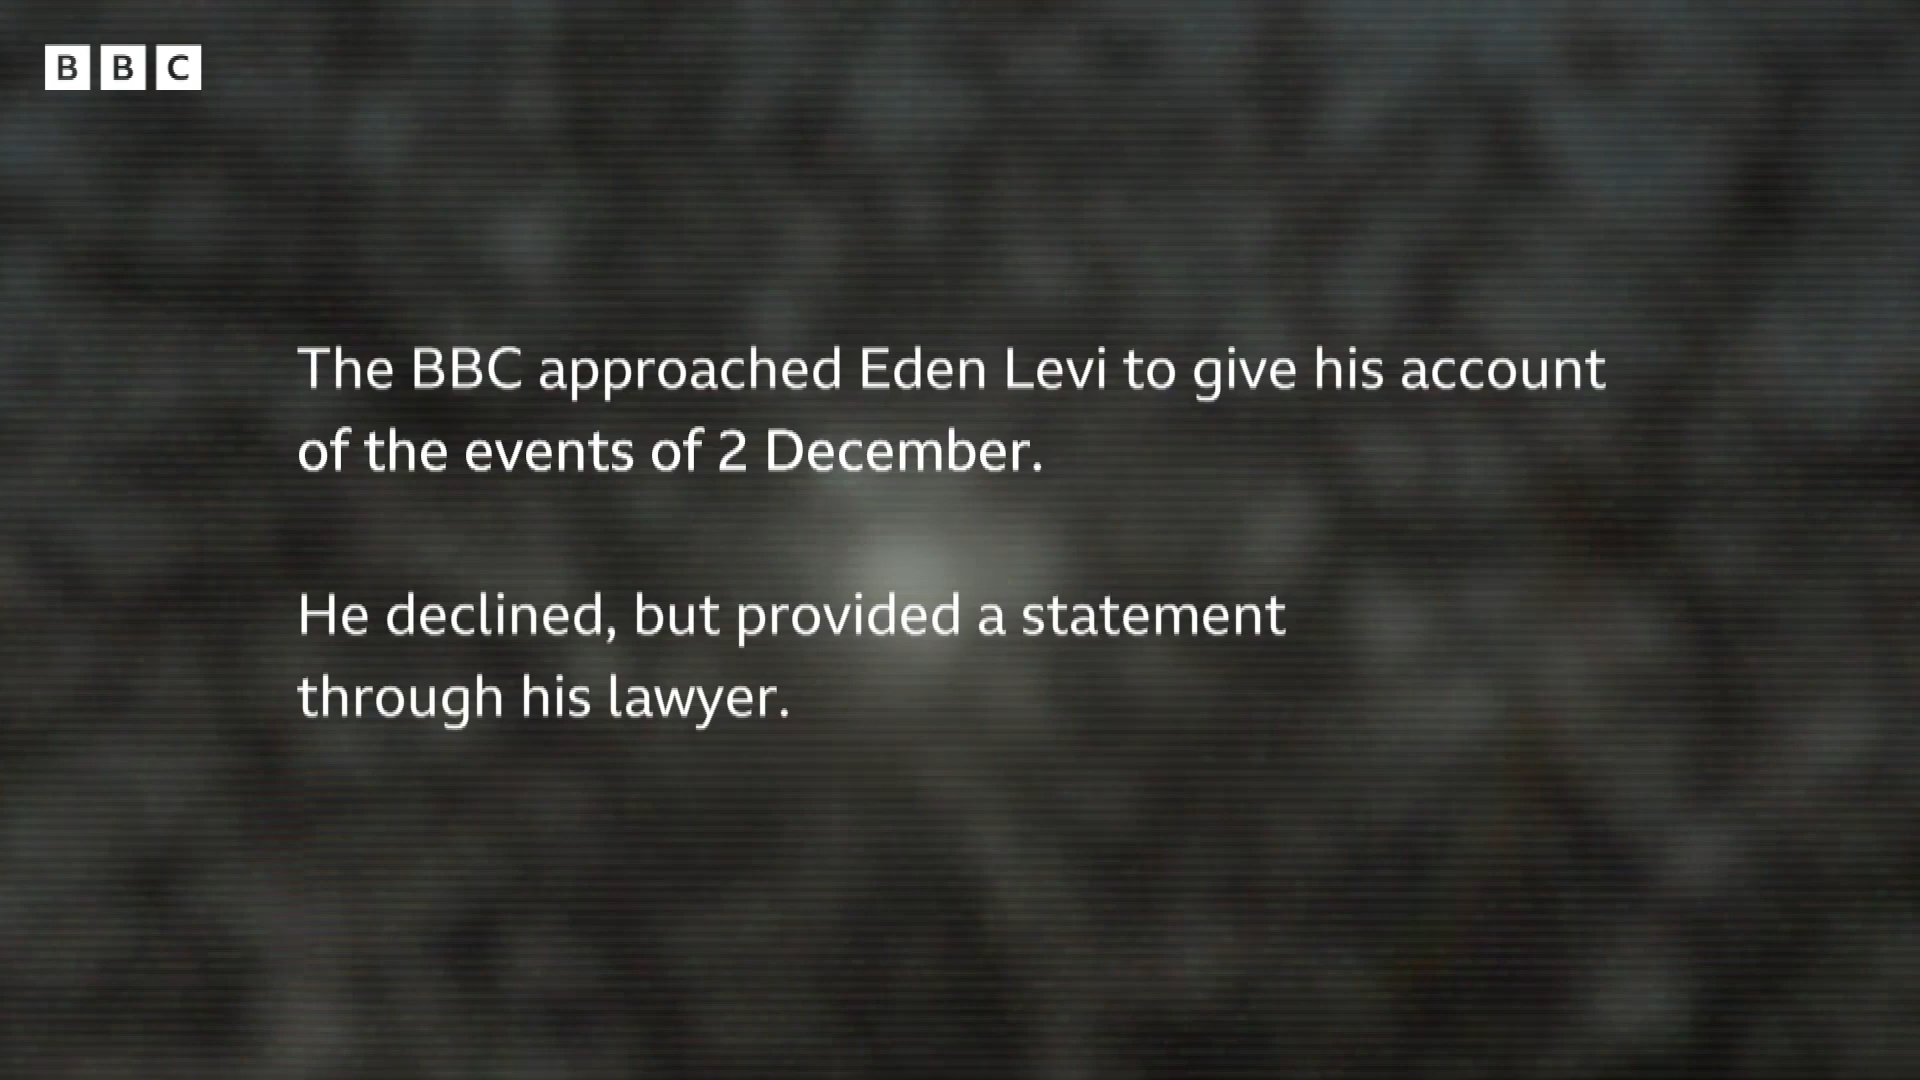 BBC
The BBC approached Eden Levi to give his account
of the events of 2 December.
He declined, but provided a statement
through his lawyer.